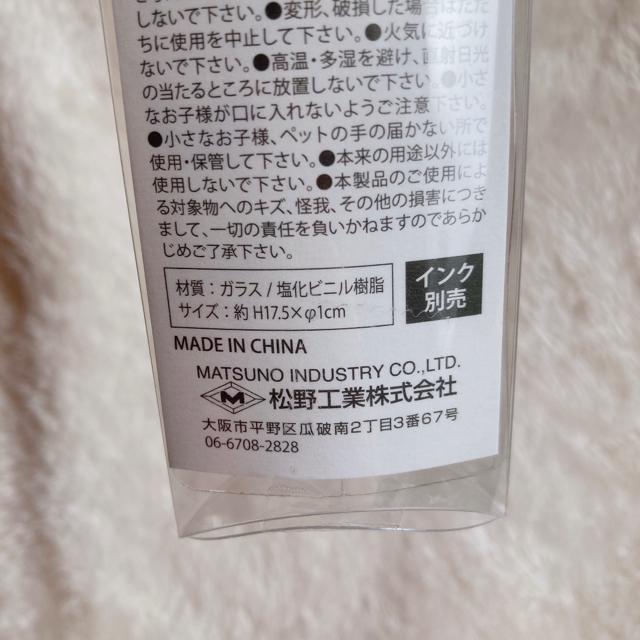 しないで下さい。●変形、破損した場合はただ
ちに使用を中止して下さい。●火気に近づけ
ないで下さい。●高温・多湿を避け、直射日光
の当たるところに放置しないで下さい。●小さ
なお子様が口に入れないようご注意下さい。
●小さなお子様、ペットの手の届かない所で
使用・保管して下さい。●本来の用途以外には
使用しないで下さい。●本製品のご使用によ
る対象物へのキズ、怪我、その他の損害につき
まして、一切の責任を負いかねますのであらか
じめご了承下さい。
材質：ガラス / 塩化ビニル樹脂
サイズ：約 H17.5×φ1cm
インク
別売
MADE IN CHINA
MATSUNO INDUSTRY CO.,LTD.
M 松野工業株式会社
大阪市平野区瓜破南2丁目3番67号
06-6708-2828